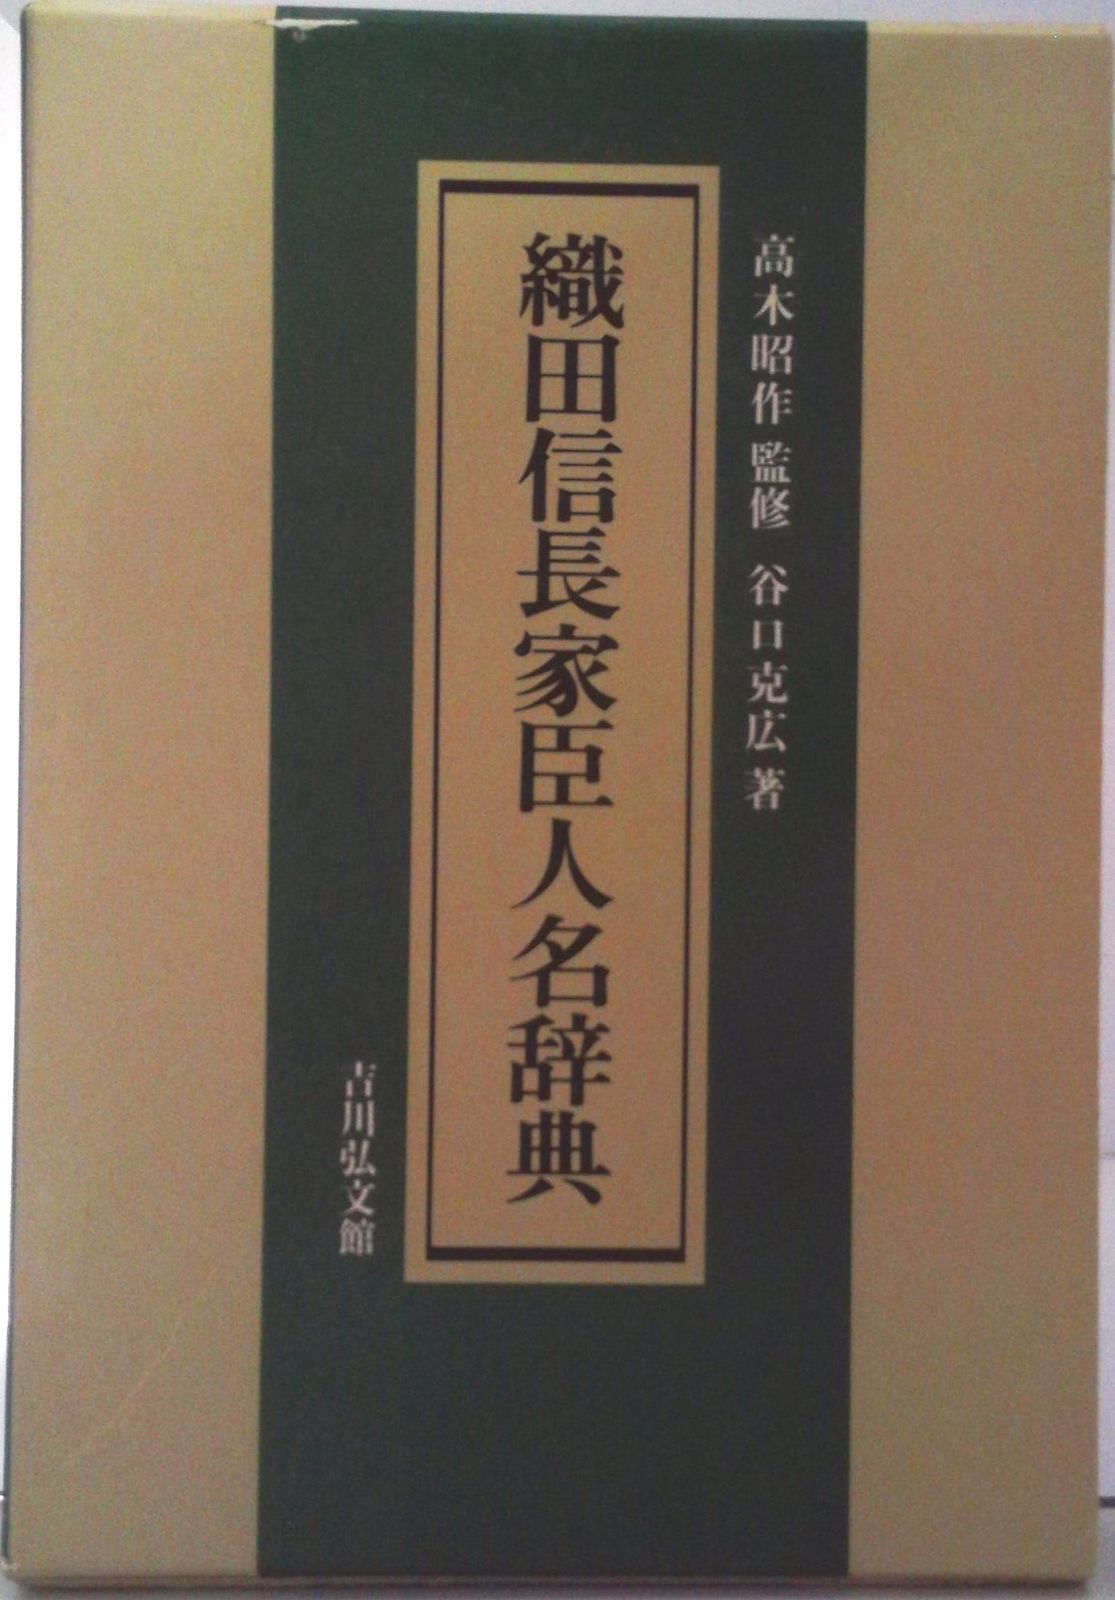 高木昭作 監修 谷口克広 著
織田信長家臣人名辞典
吉川弘文館